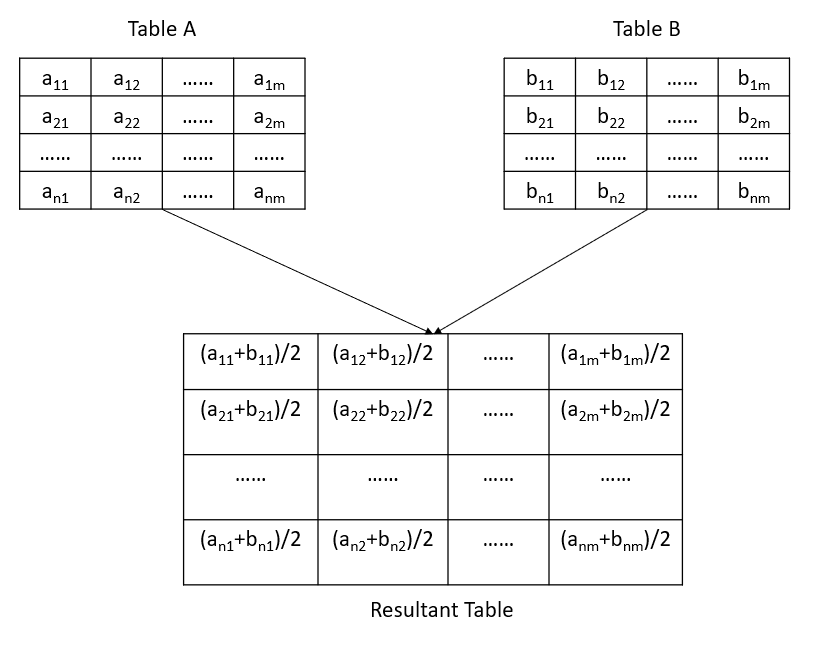 Table A
Table B
a11 a12 ...... a1m
a21 a22 ...... a2m
...... ...... ...... ......
an1 an2 ...... anm
b11 b12 ...... b1m
b21 b22 ...... b2m
...... ...... ...... ......
bn1 bn2 ...... bnm
(a11+b11)/2 (a12+b12)/2 ...... (a1m+b1m)/2
(a21+b21)/2 (a22+b22)/2 ...... (a2m+b2m)/2
...... ...... ...... ......
(an1+bn1)/2 (an2+bn2)/2 ...... (anm+bnm)/2
Resultant Table